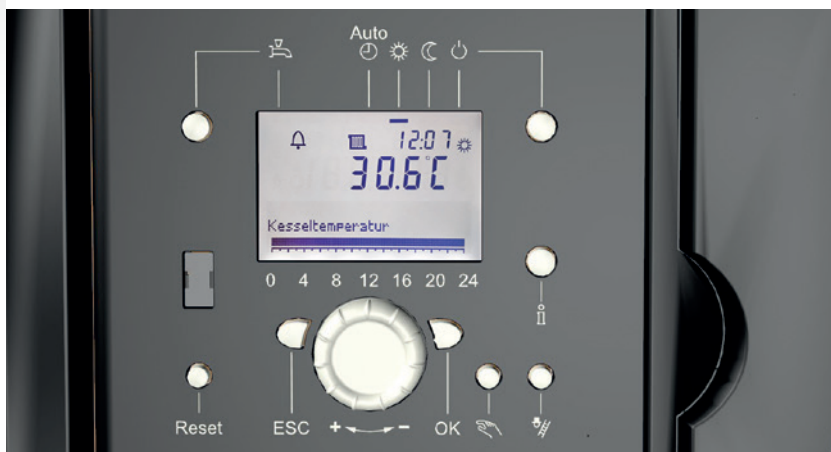 Auto
12:07
30.6°C
Kesseltemperatur
0 4 8 12 16 20 24
Reset ESC + - OK